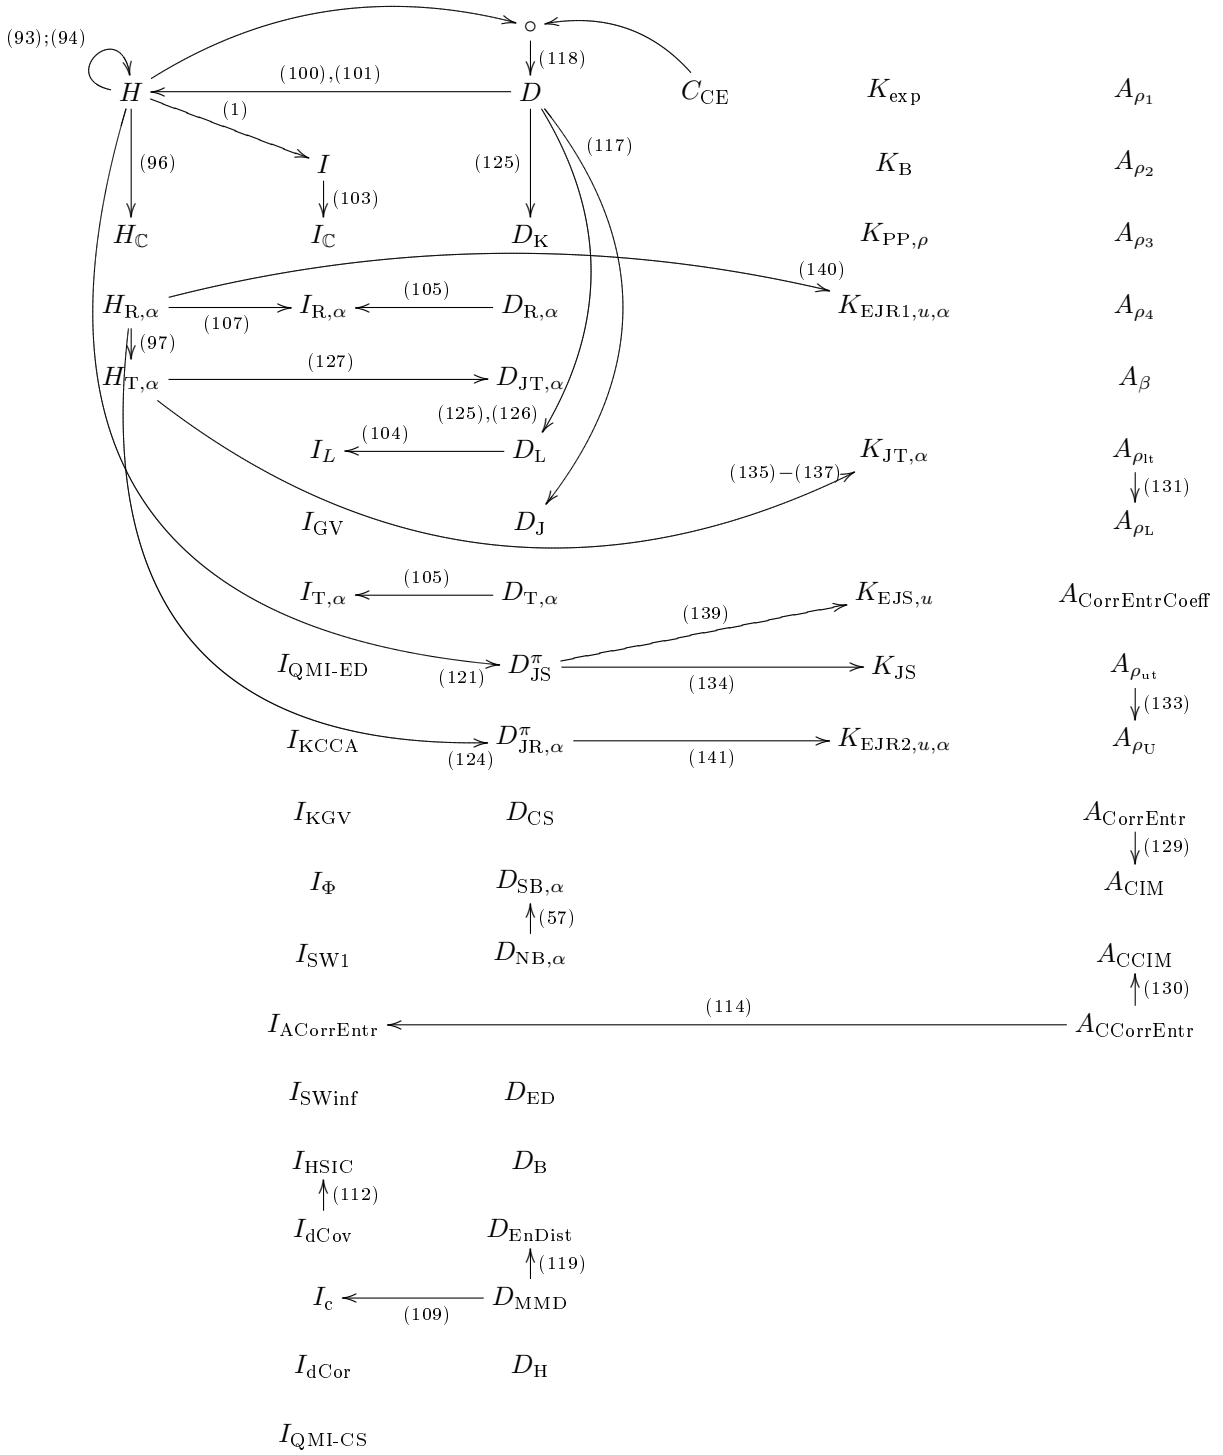 (93);(94)
∘
(118)
(100),(101)
H D C_CE K_exp A_ρ1
(1) (117)
(96) I (125) K_B A_ρ2
(103)
H_ℂ I_ℂ D_K K_PP,ρ A_ρ3
(140)
(105)
H_R,α I_R,α D_R,α K_EJR1,u,α A_ρ4
(107)
(97)
(127)
H_T,α D_JT,α A_β
(125),(126)
(104)
I_L D_L K_JT,α A_ρlt
(135)−(137) (131)
I_GV D_J A_ρL
(105)
I_T,α D_T,α K_EJS,u A_CorrEntrCoeff
(139)
I_QMI-ED D^π_JS K_JS A_ρut
(121) (134) (133)
I_KCCA D^π_JR,α K_EJR2,u,α A_ρU
(124) (141)
I_KGV D_CS A_CorrEntr
(129)
I_Φ D_SB,α A_CIM
(57)
I_SW1 D_NB,α A_CCIM
(130)
(114)
I_ACorrEntr A_CCorrEntr
I_SWinf D_ED
I_HSIC D_B
(112)
I_dCov D_EnDist
(119)
I_c D_MMD
(109)
I_dCor D_H
I_QMI-CS